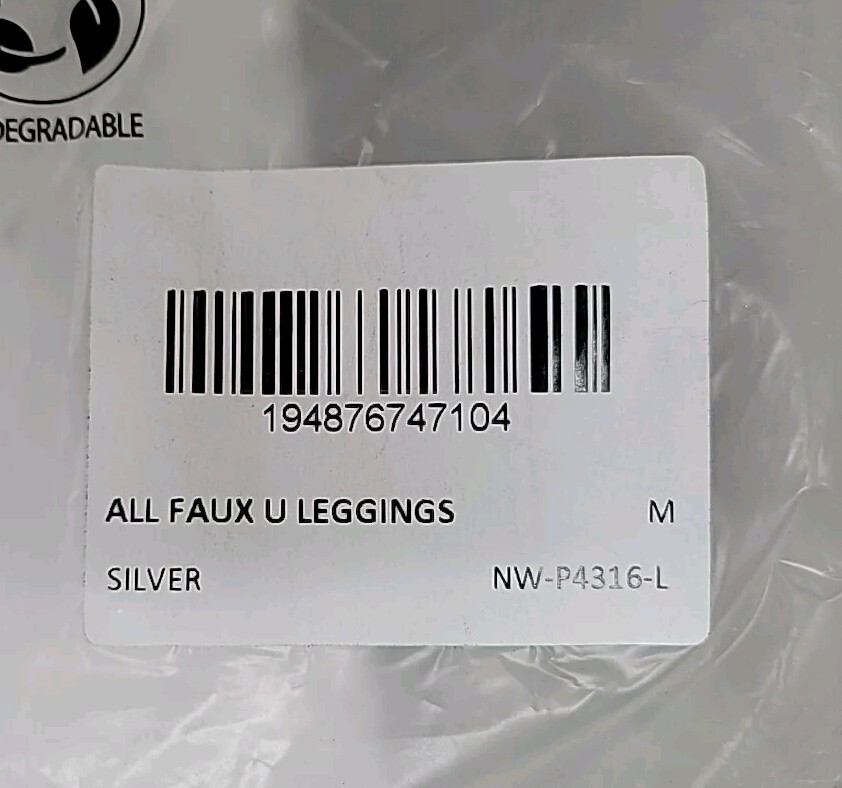 DEGRADABLE
194876747104
ALL FAUX U LEGGINGS M
SILVER NW-P4316-L